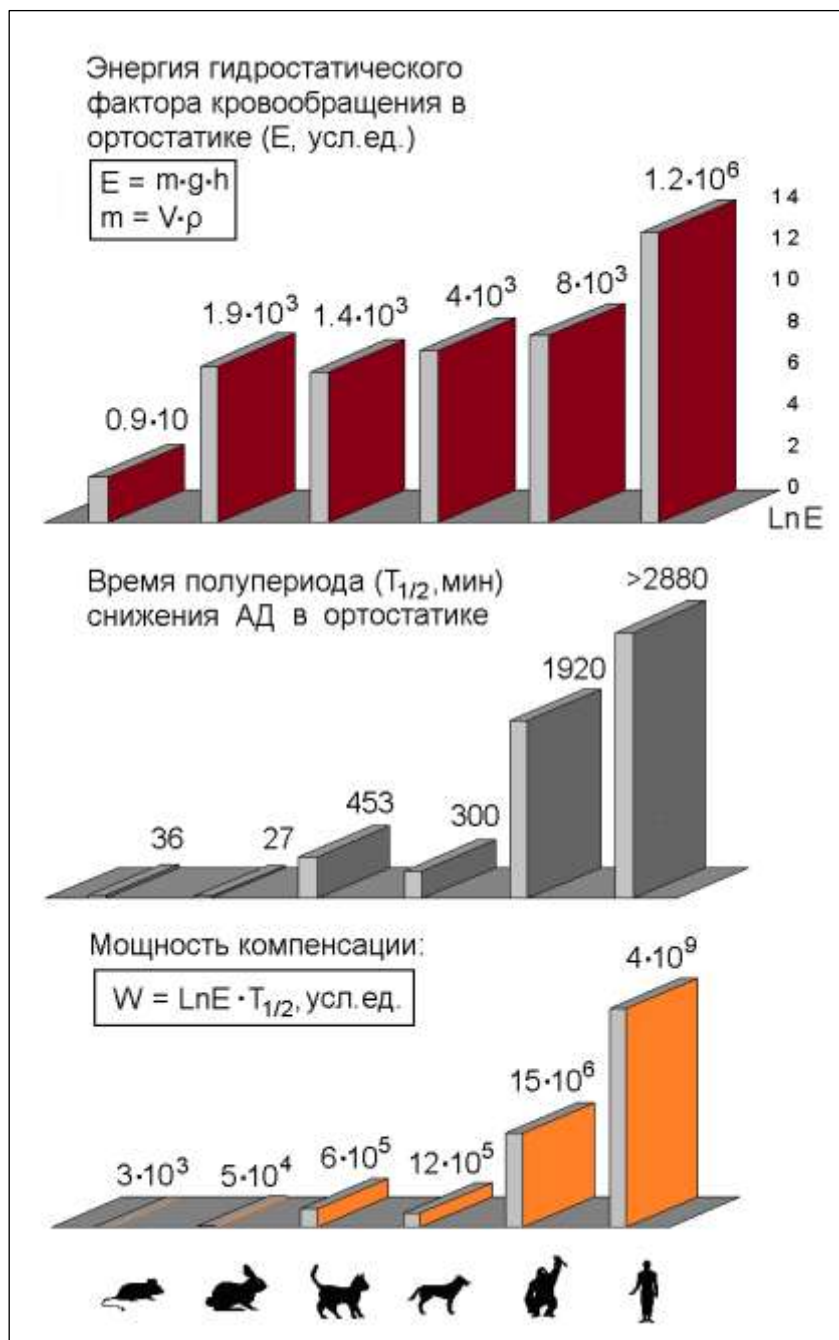 Энергия гидростатического
фактора кровообращения в
ортостатике (E, усл.ед.)
E = m·g·h
m = V·ρ
0.9·10
1.9·10³
1.4·10³
4·10³
8·10³
1.2·10⁶
14
12
10
8
6
4
2
0
LnE
Время полупериода (T₁/₂,мин)
снижения АД в ортостатике
36
27
453
300
1920
>2880
Мощность компенсации:
W = LnE·T₁/₂, усл.ед.
3·10³
5·10⁴
6·10⁵
12·10⁵
15·10⁶
4·10⁹